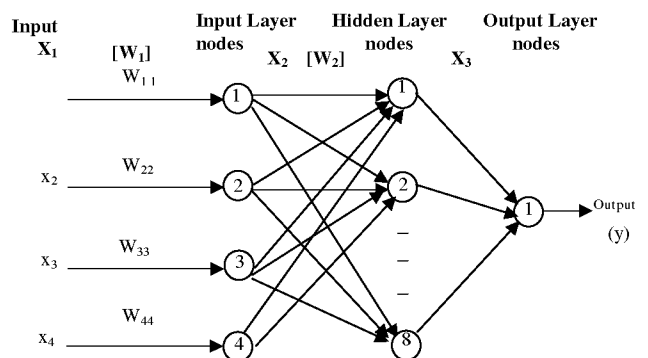 Input Input Layer Hidden Layer Output Layer
nodes nodes nodes
X1 [W1] X2 [W2] X3
W11
1 1
x2 W22 2 2
1 Output
(y)
x3 W33 3
x4 W44 4 8